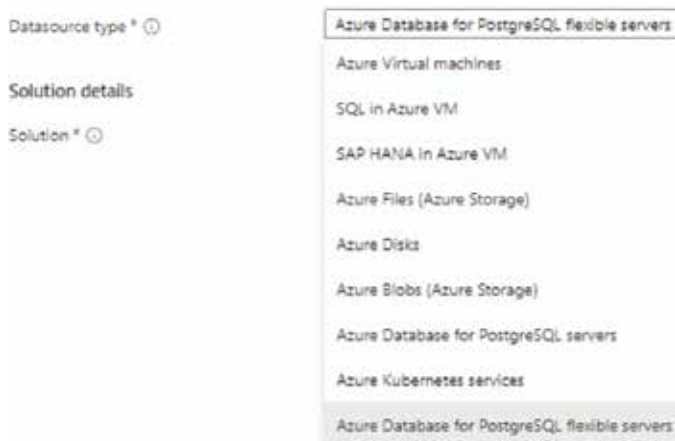 Datasource type * ⓘ
Azure Database for PostgreSQL flexible servers
Azure Virtual machines
Solution details
SQL in Azure VM
Solution * ⓘ
SAP HANA in Azure VM
Azure Files (Azure Storage)
Azure Disks
Azure Blobs (Azure Storage)
Azure Database for PostgreSQL servers
Azure Kubernetes services
Azure Database for PostgreSQL flexible servers